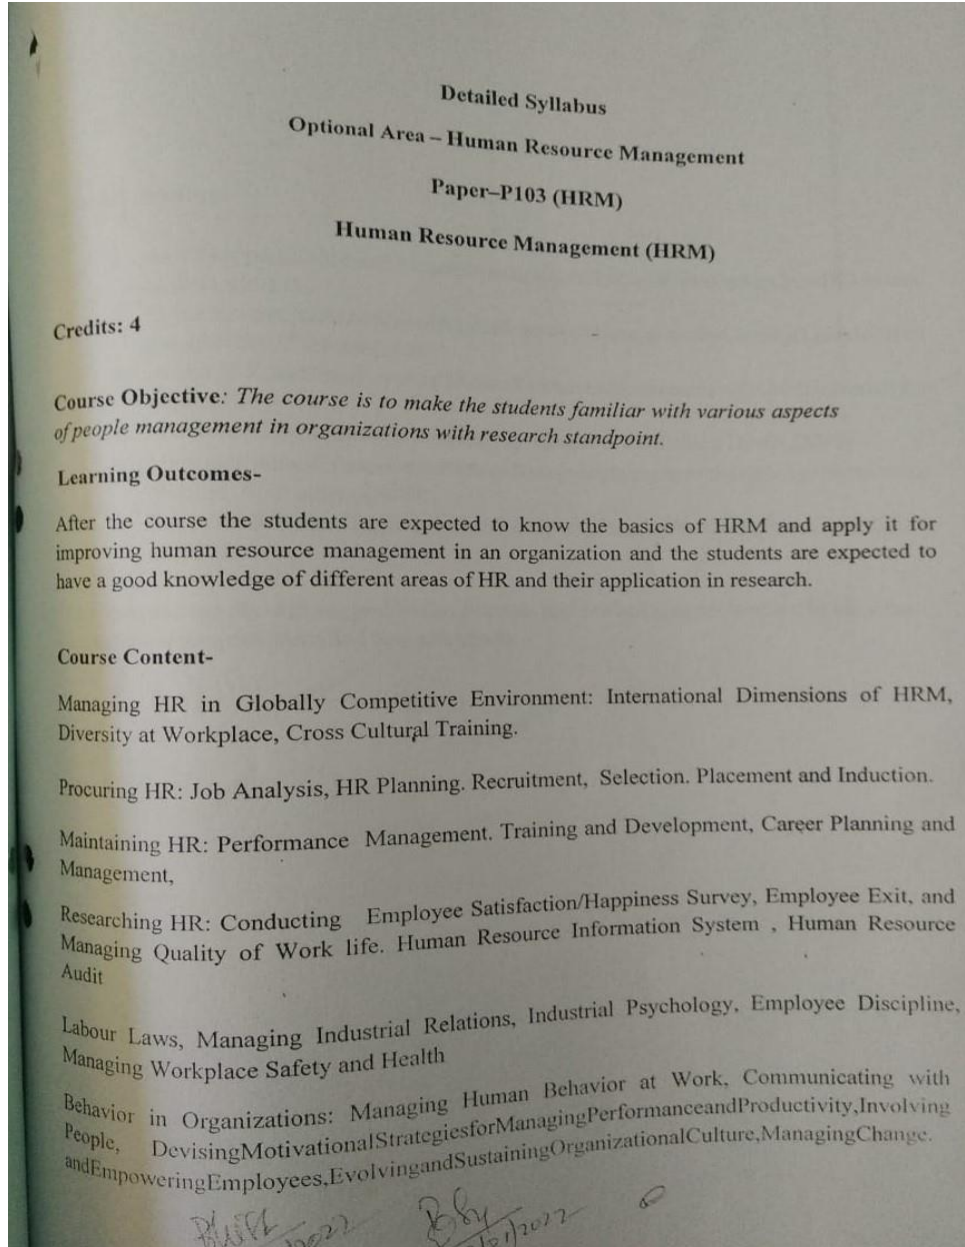 Detailed Syllabus
Optional Area – Human Resource Management
Paper–P103 (HRM)
Human Resource Management (HRM)
Credits: 4
Course Objective: The course is to make the students familiar with various aspects
of people management in organizations with research standpoint.
Learning Outcomes-
After the course the students are expected to know the basics of HRM and apply it for
improving human resource management in an organization and the students are expected to
have a good knowledge of different areas of HR and their application in research.
Course Content-
Managing HR in Globally Competitive Environment: International Dimensions of HRM,
Diversity at Workplace, Cross Cultural Training.
Procuring HR: Job Analysis, HR Planning. Recruitment, Selection. Placement and Induction.
Maintaining HR: Performance Management. Training and Development, Career Planning and
Management,
Researching HR: Conducting Employee Satisfaction/Happiness Survey, Employee Exit, and
Managing Quality of Work life. Human Resource Information System , Human Resource
Audit
Labour Laws, Managing Industrial Relations, Industrial Psychology, Employee Discipline,
Managing Workplace Safety and Health
Behavior in Organizations: Managing Human Behavior at Work, Communicating with
People, DevisingMotivationalStrategiesforManagingPerformanceandProductivity,Involving
andEmpoweringEmployees,EvolvingandSustainingOrganizationalCulture,ManagingChange.